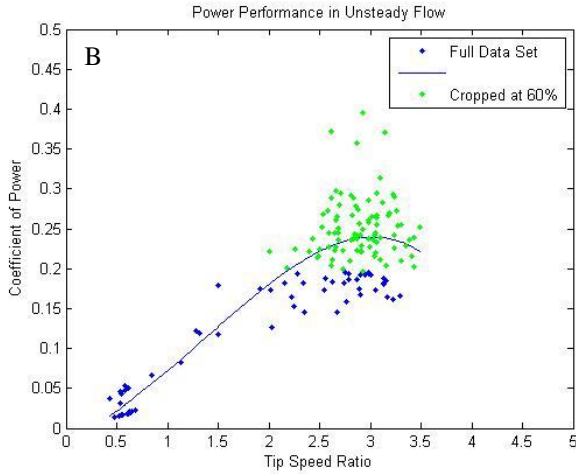 Power Performance in Unsteady Flow
B
Full Data Set
Cropped at 60%
0.5
0.45
0.4
0.35
0.3
0.25
0.2
0.15
0.1
0.05
0
Coefficient of Power
0 0.5 1 1.5 2 2.5 3 3.5 4 4.5 5
Tip Speed Ratio